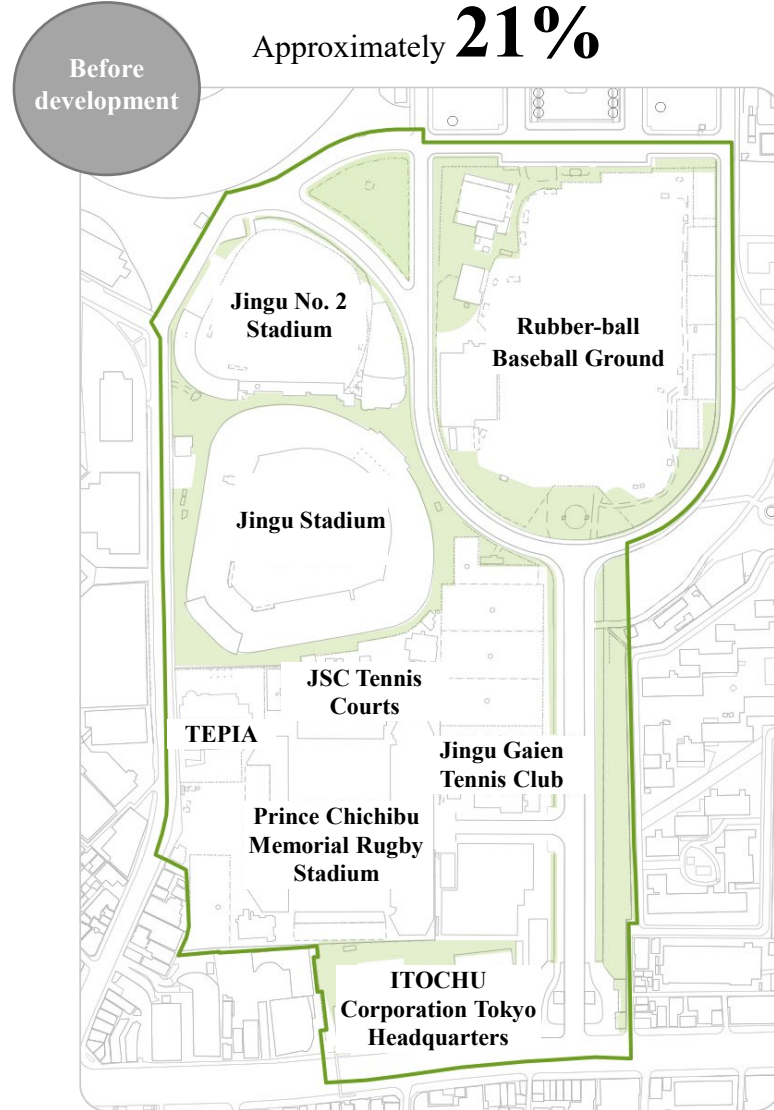 Before
development
Approximately 21%
Jingu No. 2
Stadium
Rubber-ball
Baseball Ground
Jingu Stadium
JSC Tennis
Courts
TEPIA
Jingu Gaien
Tennis Club
Prince Chichibu
Memorial Rugby
Stadium
ITOCHU
Corporation Tokyo
Headquarters